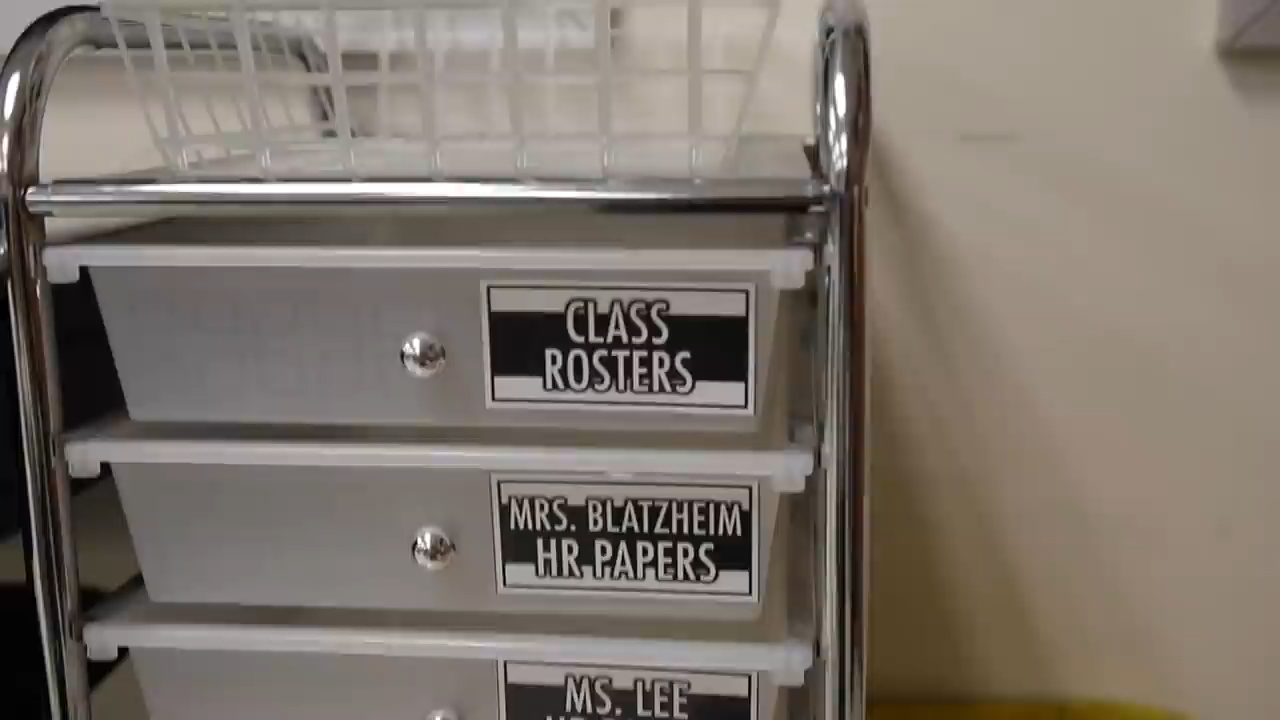 CLASS
ROSTERS
MRS. BLATZHEIM
HR PAPERS
MS. LEE